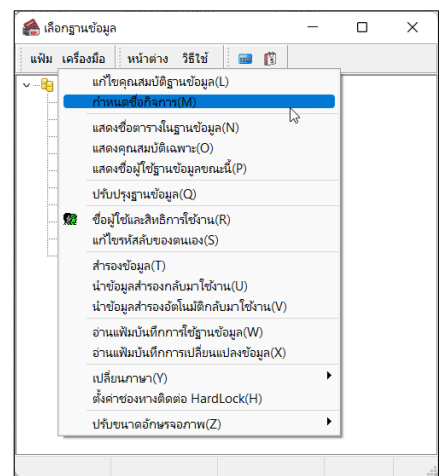 เลือกฐานข้อมูล
แฟ้ม เครื่องมือ หน้าต่าง วิธีใช้
แก้ไขคุณสมบัติฐานข้อมูล(L)
กำหนดชื่อกิจการ(M)
แสดงชื่อตารางในฐานข้อมูล(N)
แสดงคุณสมบัติเฉพาะ(O)
แสดงชื่อผู้ใช้ฐานข้อมูลขณะนี้(P)
ปรับปรุงฐานข้อมูล(Q)
ชื่อผู้ใช้และสิทธิการใช้งาน(R)
แก้ไขรหัสลับของตนเอง(S)
สำรองข้อมูล(T)
นำข้อมูลสำรองกลับมาใช้งาน(U)
นำข้อมูลสำรองอัตโนมัติกลับมาใช้งาน(V)
อ่านแฟ้มบันทึกการใช้ฐานข้อมูล(W)
อ่านแฟ้มบันทึกการเปลี่ยนแปลงข้อมูล(X)
เปลี่ยนภาษา(Y)
ตั้งค่าช่องทางติดต่อ HardLock(H)
ปรับขนาดอักษรจอภาพ(Z)